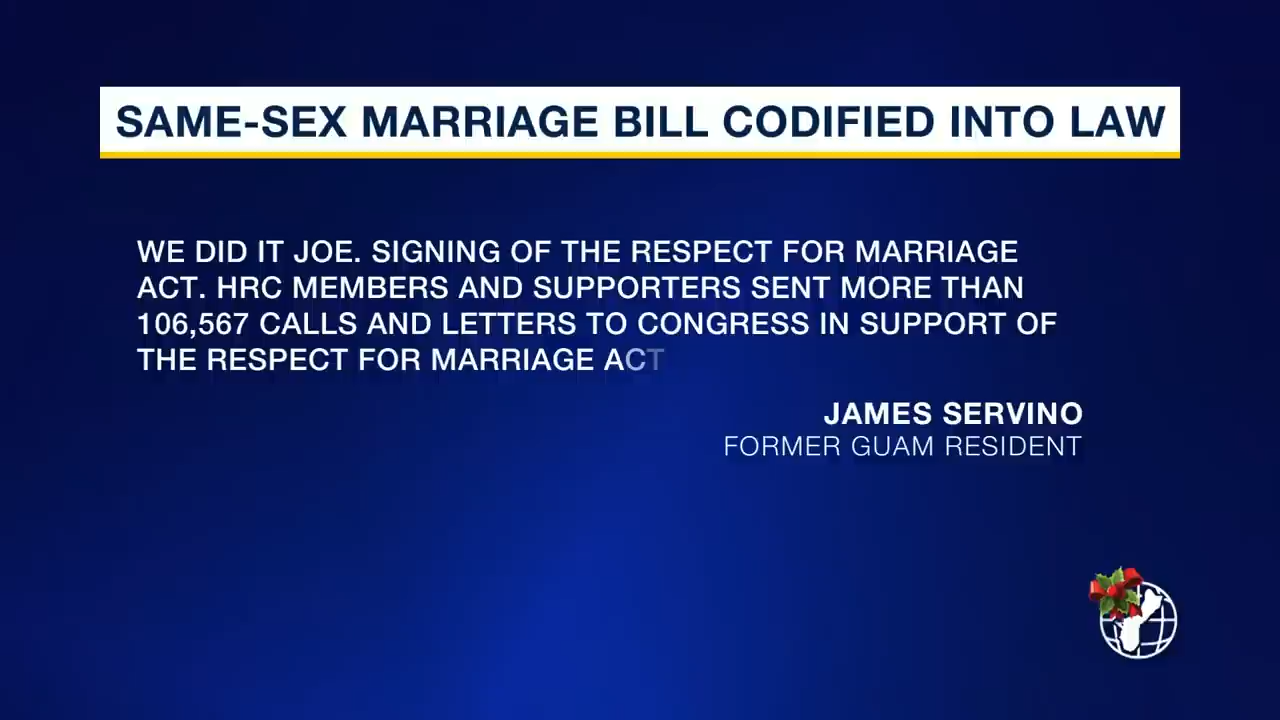 SAME-SEX MARRIAGE BILL CODIFIED INTO LAW
WE DID IT JOE. SIGNING OF THE RESPECT FOR MARRIAGE
ACT. HRC MEMBERS AND SUPPORTERS SENT MORE THAN
106,567 CALLS AND LETTERS TO CONGRESS IN SUPPORT OF
THE RESPECT FOR MARRIAGE ACT
JAMES SERVINO
FORMER GUAM RESIDENT